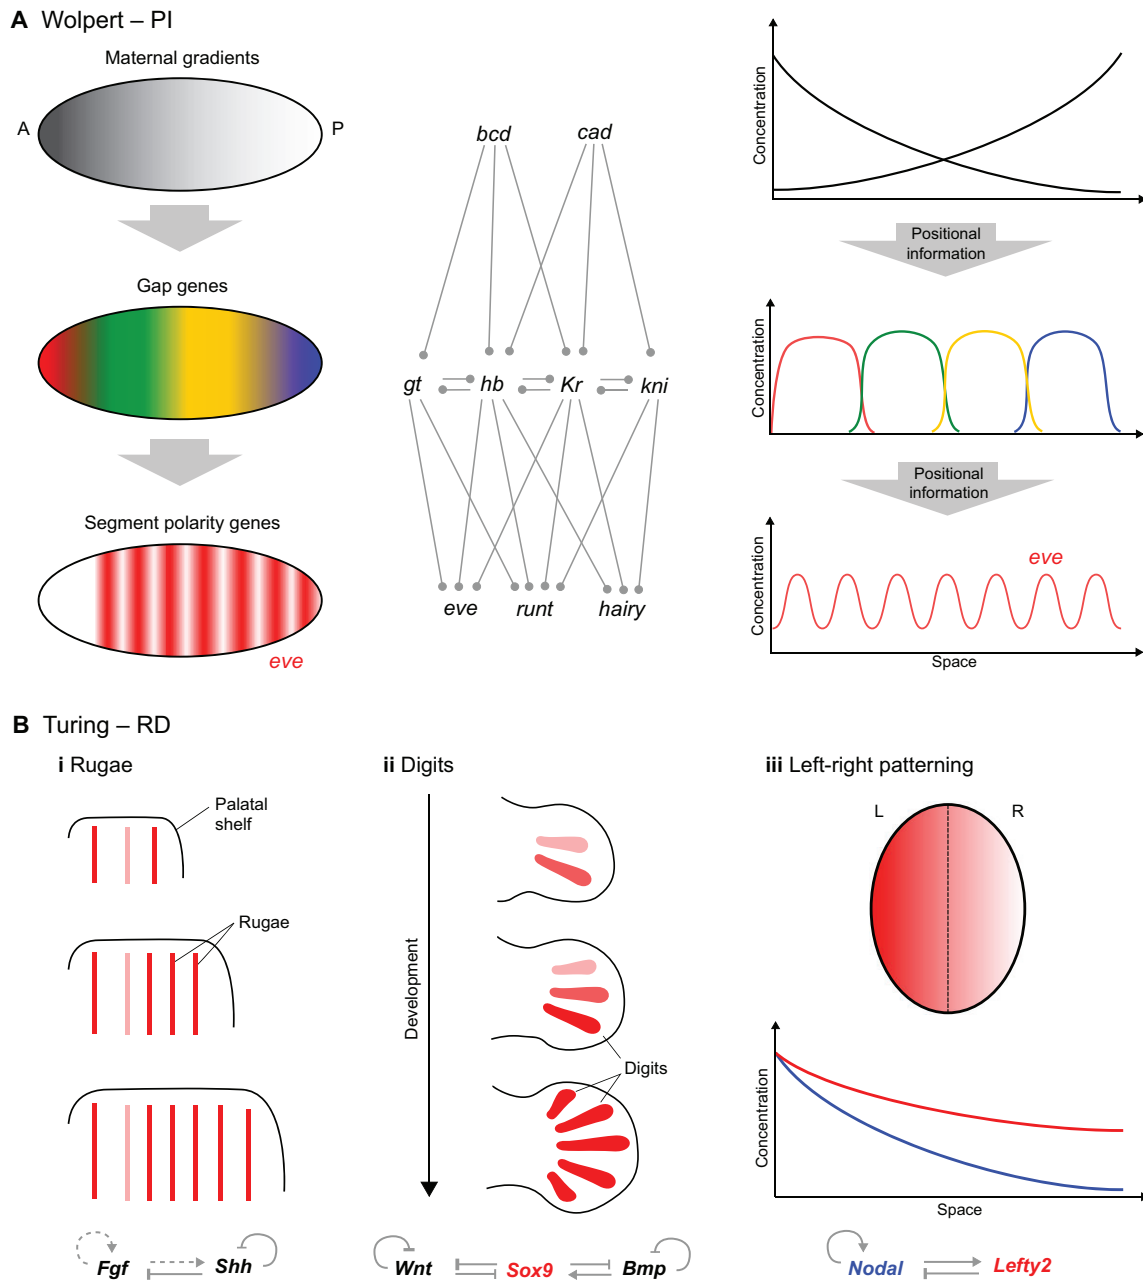 A Wolpert – PI
Maternal gradients
A
P
Gap genes
Segment polarity genes
eve
bcd
cad
gt
hb
Kr
kni
eve
runt
hairy
Concentration
Positional
information
Concentration
Positional
information
Concentration
eve
Space
B Turing – RD
i Rugae
Palatal
shelf
Rugae
Fgf
Shh
ii Digits
Development
Digits
Wnt
Sox9
Bmp
iii Left-right patterning
L
R
Concentration
Space
Nodal
Lefty2